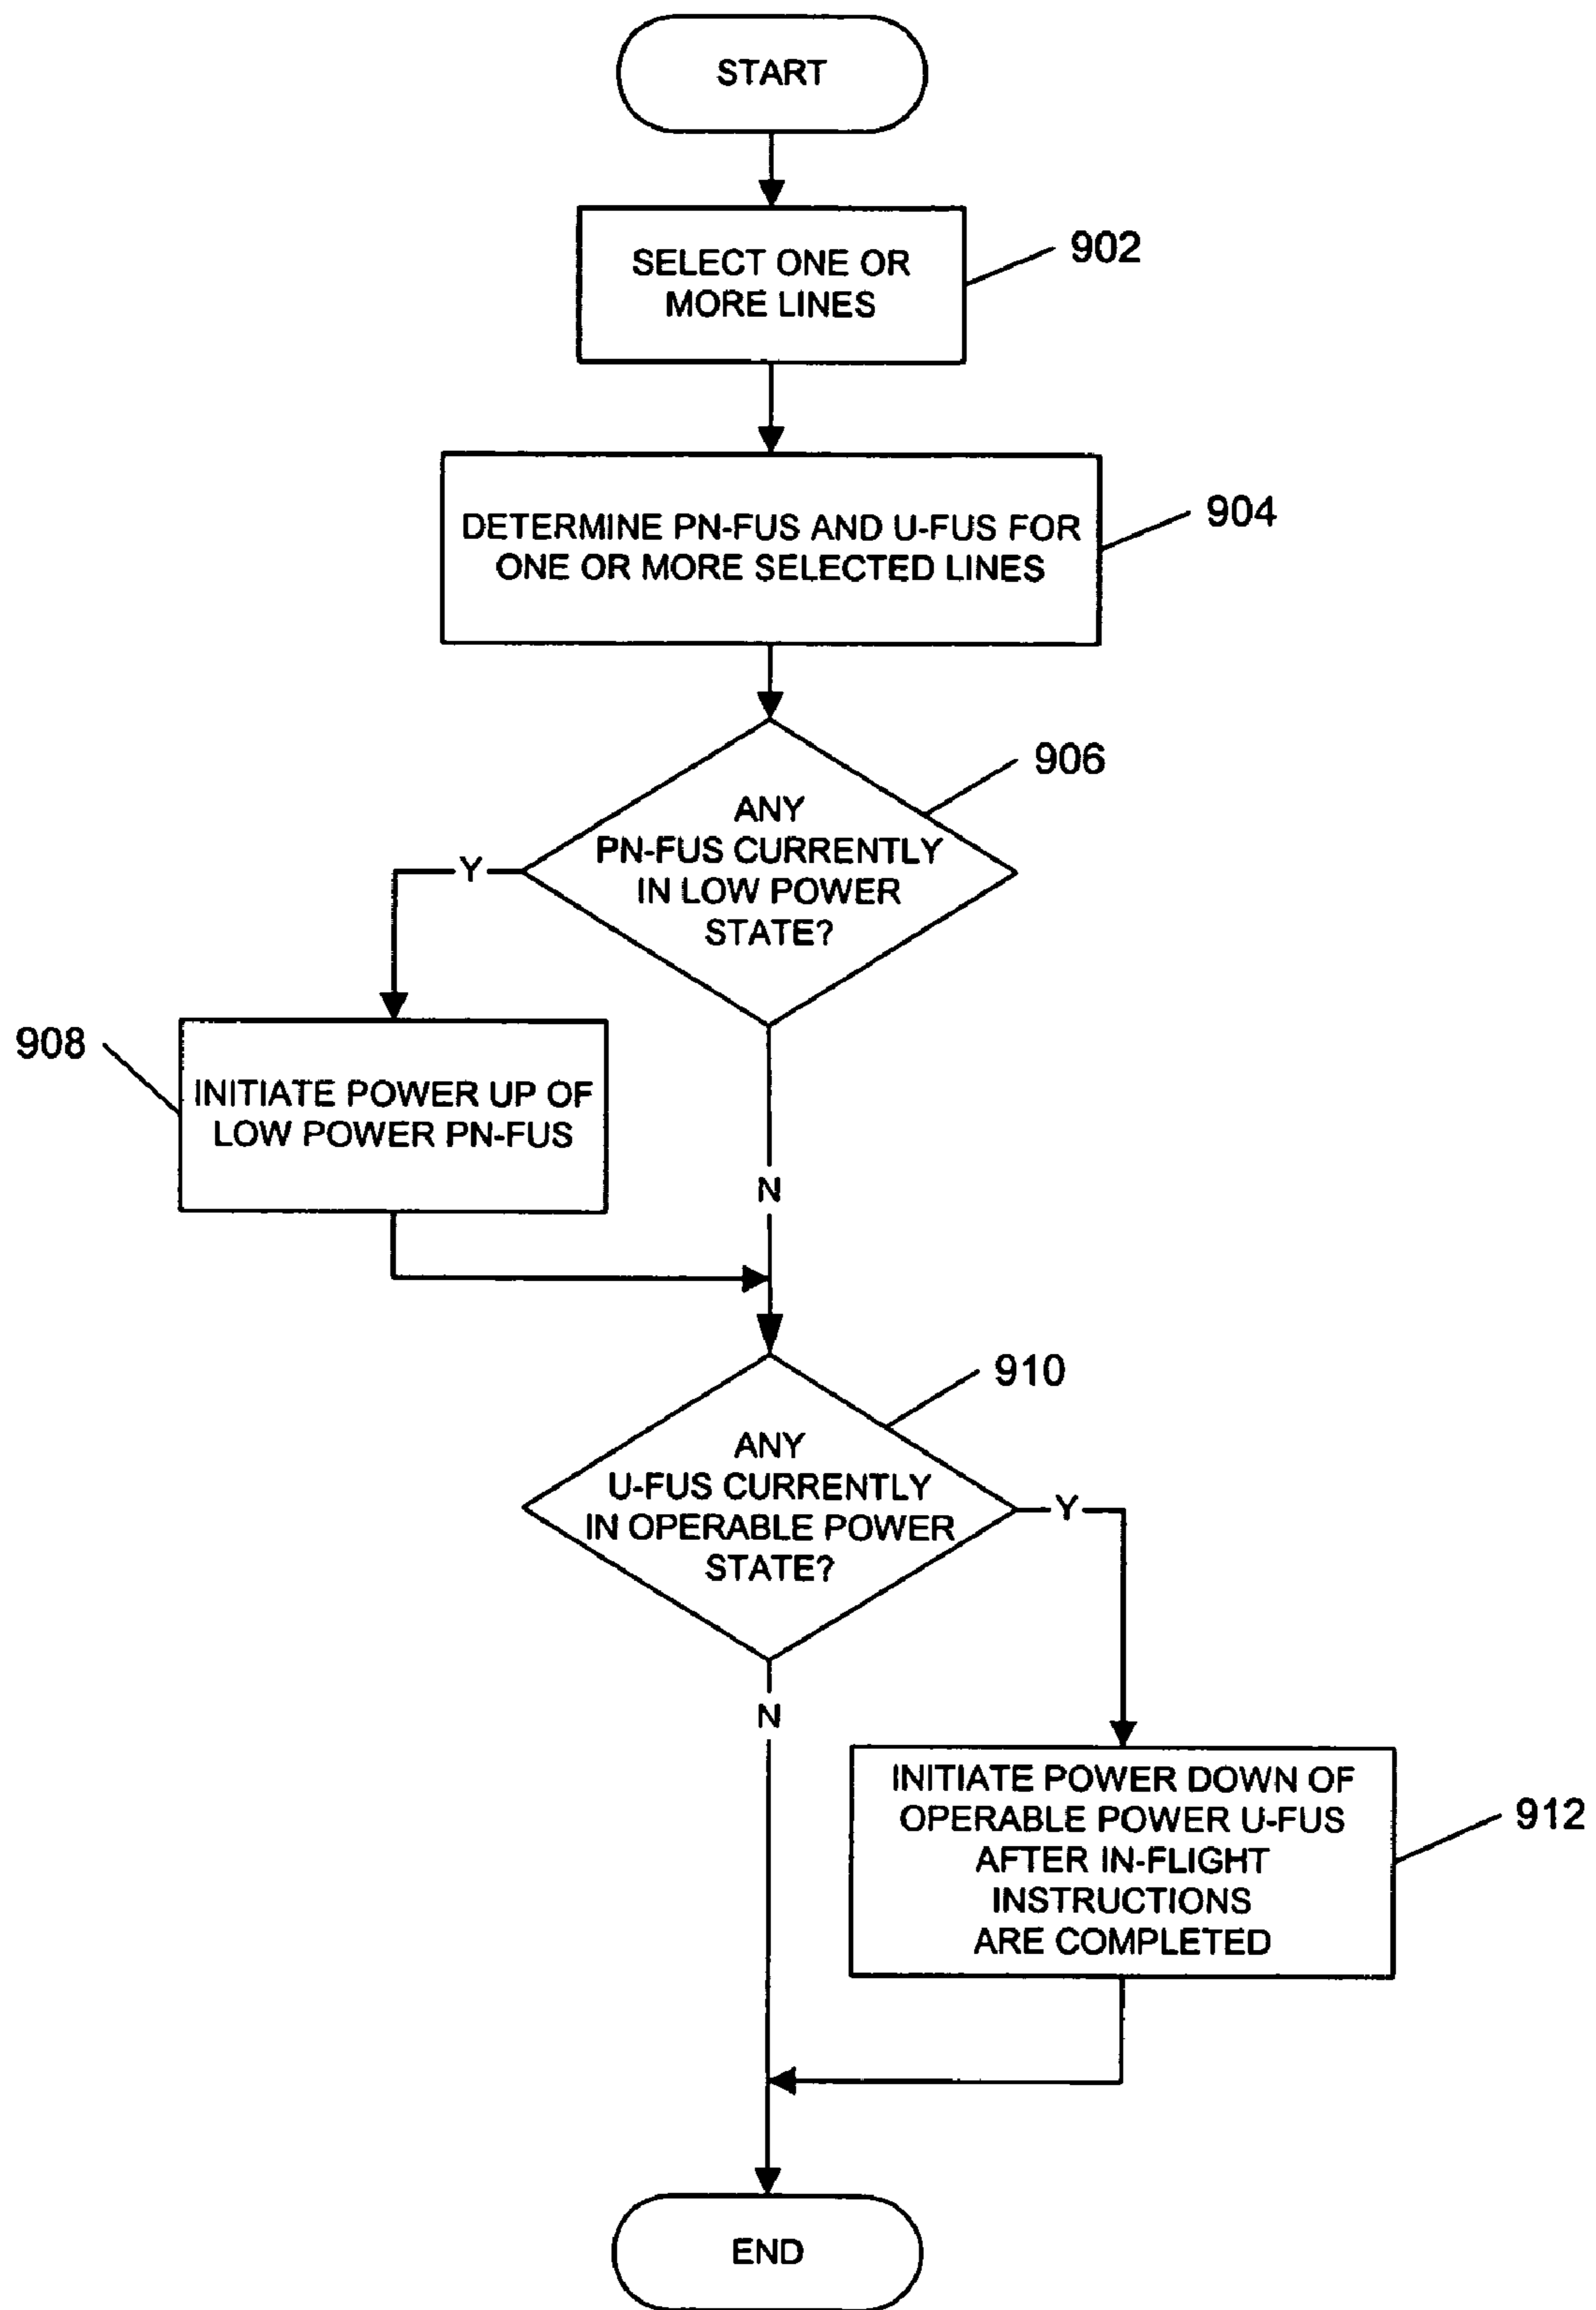 START
SELECT ONE OR
MORE LINES
902
DETERMINE PN-FUS AND U-FUS FOR
ONE OR MORE SELECTED LINES
904
ANY
PN-FUS CURRENTLY
IN LOW POWER
STATE?
906
Y
908
INITIATE POWER UP OF
LOW POWER PN-FUS
N
ANY
U-FUS CURRENTLY
IN OPERABLE POWER
STATE?
910
Y
N
INITIATE POWER DOWN OF
OPERABLE POWER U-FUS
AFTER IN-FLIGHT
INSTRUCTIONS
ARE COMPLETED
912
END